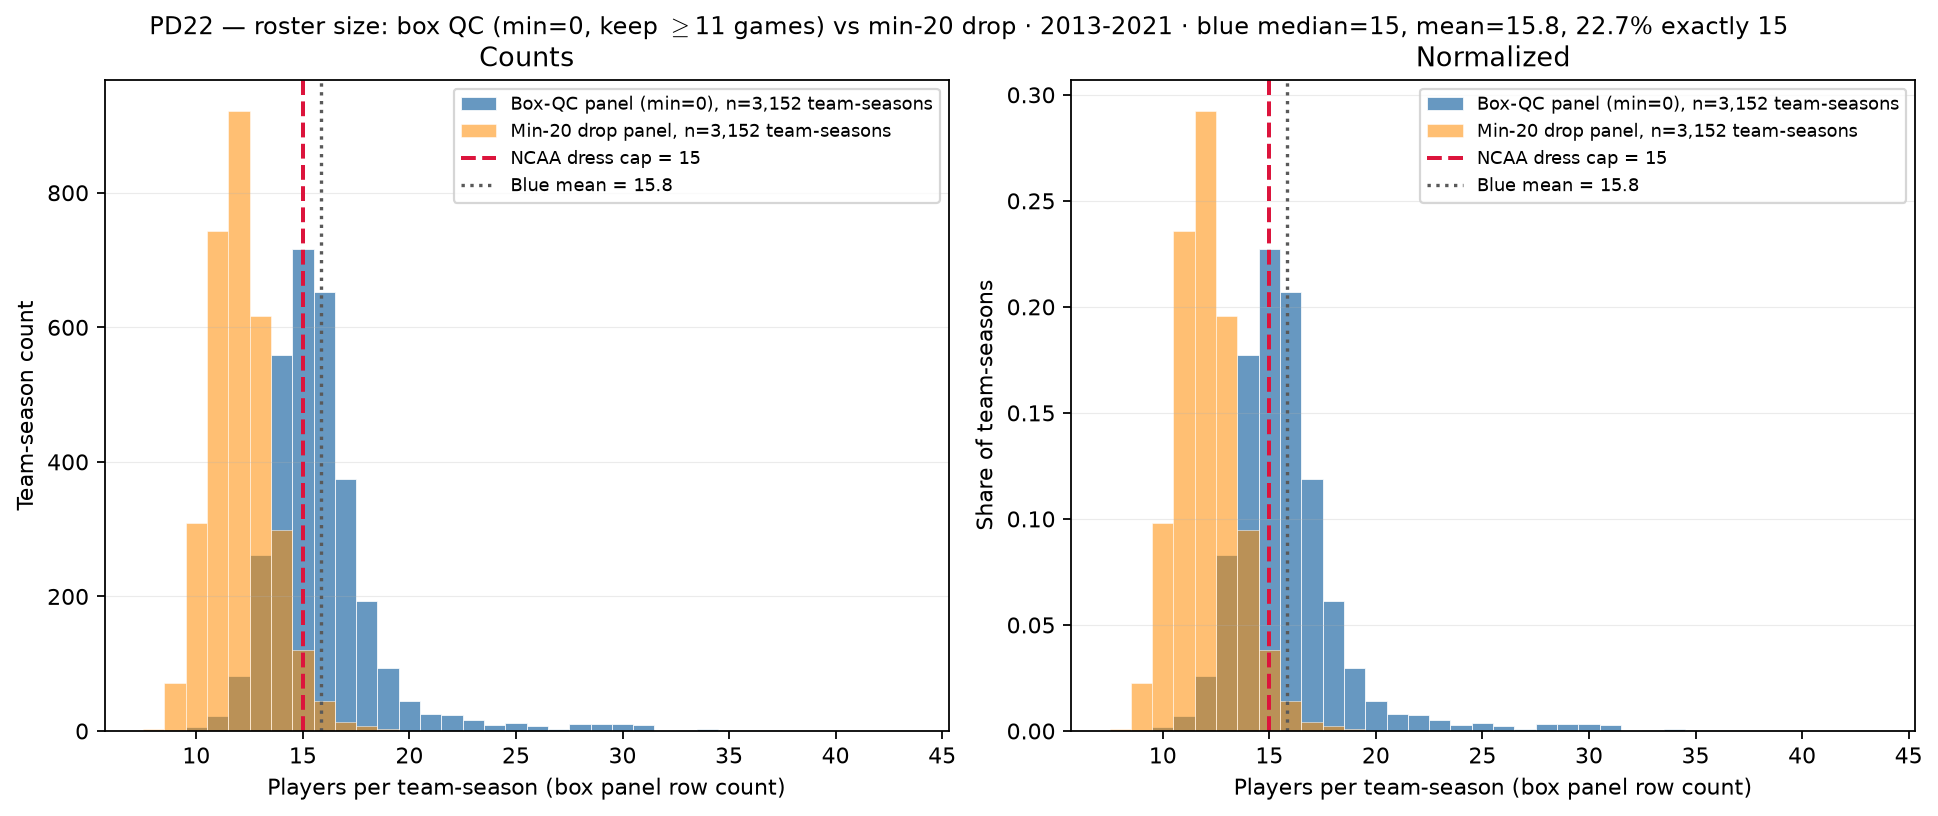 PD22 — roster size: box QC (min=0, keep ≥11 games) vs min-20 drop · 2013-2021 · blue median=15, mean=15.8, 22.7% exactly 15
Counts
Box-QC panel (min=0), n=3,152 team-seasons
Min-20 drop panel, n=3,152 team-seasons
NCAA dress cap = 15
Blue mean = 15.8
Team-season count
800
600
400
200
0
10 15 20 25 30 35 40 45
Players per team-season (box panel row count)
Normalized
Box-QC panel (min=0), n=3,152 team-seasons
Min-20 drop panel, n=3,152 team-seasons
NCAA dress cap = 15
Blue mean = 15.8
Share of team-seasons
0.30
0.25
0.20
0.15
0.10
0.05
0.00
10 15 20 25 30 35 40 45
Players per team-season (box panel row count)